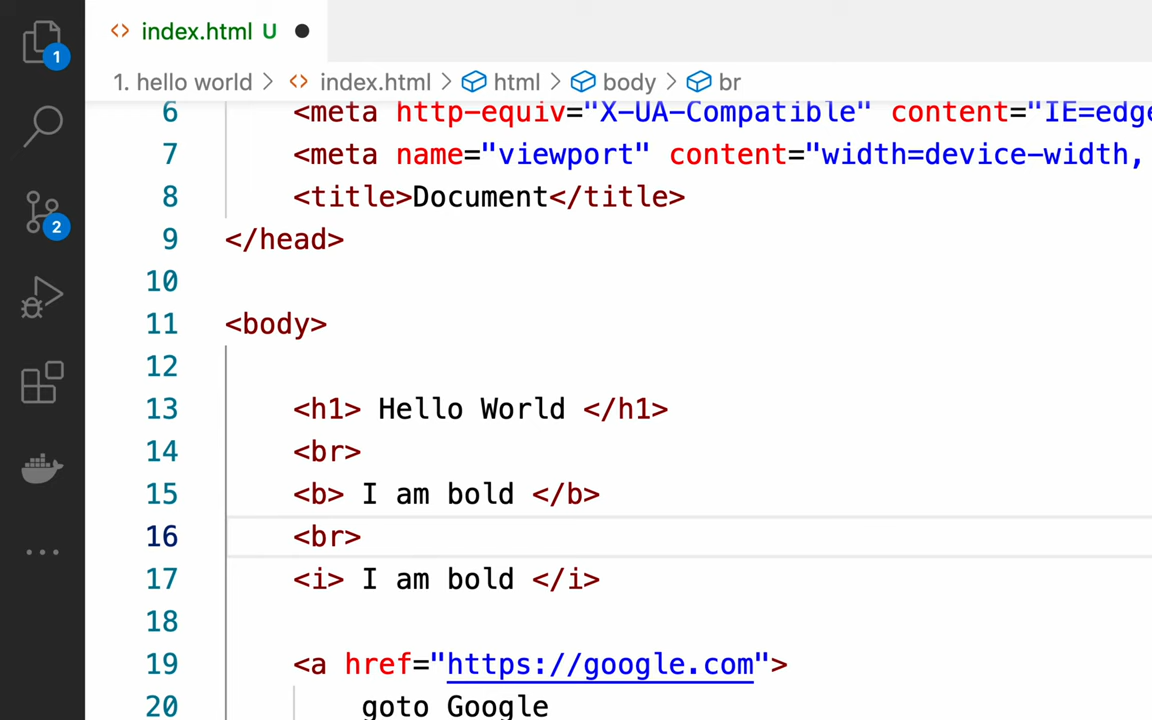 index.html U
1
1. hello world > <> index.html > html > body > br
6 <meta http-equiv="X-UA-Compatible" content="IE=edge
7 <meta name="viewport" content="width=device-width,
8 <title>Document</title>
9 </head>
10
11 <body>
12
13 <h1> Hello World </h1>
14 <br>
2
15 <b> I am bold </b>
16 <br>
17 <i> I am bold </i>
18
19 <a href="https://google.com">
20 goto Google